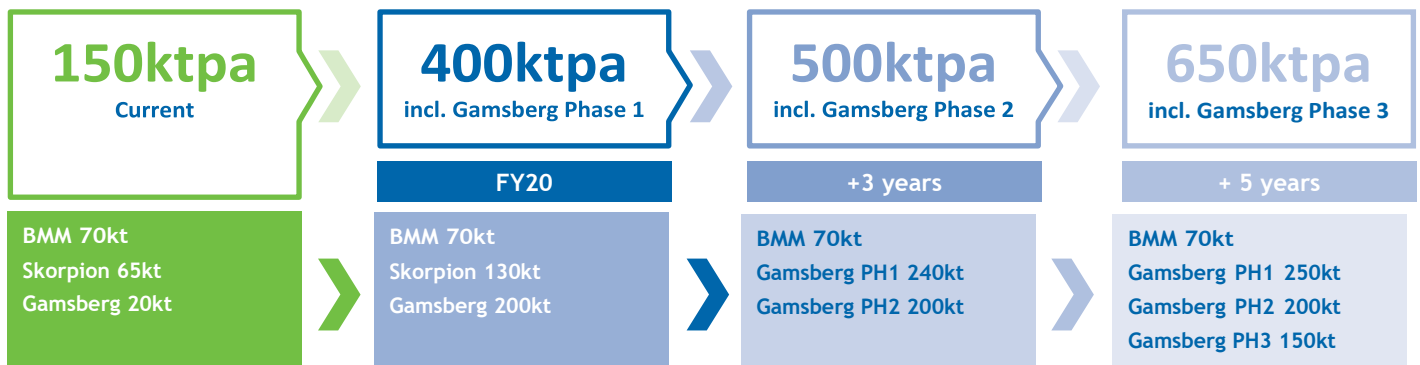 150ktpa
Current
400ktpa
incl. Gamsberg Phase 1
500ktpa
incl. Gamsberg Phase 2
650ktpa
incl. Gamsberg Phase 3
FY20
+3 years
+ 5 years
BMM 70kt
Skorpion 65kt
Gamsberg 20kt
BMM 70kt
Skorpion 130kt
Gamsberg 200kt
BMM 70kt
Gamsberg PH1 240kt
Gamsberg PH2 200kt
BMM 70kt
Gamsberg PH1 250kt
Gamsberg PH2 200kt
Gamsberg PH3 150kt